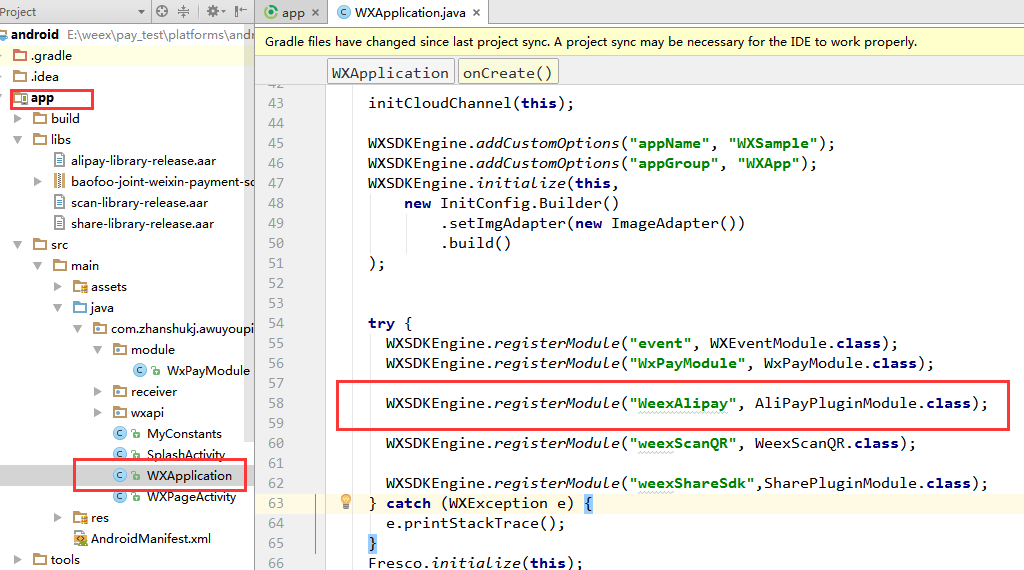 Project
app
WXApplication.java
android E:\weex\pay_test\platforms\andr
Gradle files have changed since last project sync. A project sync may be necessary for the IDE to work properly.
.gradle
.idea
app
build
libs
alipay-library-release.aar
baofoo-joint-weixin-payment-sd
scan-library-release.aar
share-library-release.aar
src
main
assets
java
com.zhanshukj.awuyoupi
module
WxPayModule
receiver
wxapi
MyConstants
SplashActivity
WXApplication
WXPageActivity
res
AndroidManifest.xml
tools
WXApplication onCreate()
42
43 initCloudChannel(this);
44
45 WXSDKEngine.addCustomOptions("appName", "WXSample");
46 WXSDKEngine.addCustomOptions("appGroup", "WXApp");
47 WXSDKEngine.initialize(this,
48 new InitConfig.Builder()
49 .setImgAdapter(new ImageAdapter())
50 .build()
51 );
52
53
54 try {
55 WXSDKEngine.registerModule("event", WXEventModule.class);
56 WXSDKEngine.registerModule("WxPayModule", WxPayModule.class);
57
58 WXSDKEngine.registerModule("WeexAlipay", AliPayPluginModule.class);
59
60 WXSDKEngine.registerModule("weexScanQR", WeexScanQR.class);
61
62 WXSDKEngine.registerModule("weexShareSdk",SharePluginModule.class);
63 } catch (WXException e) {
64 e.printStackTrace();
65 }
66 Fresco.initialize(this);